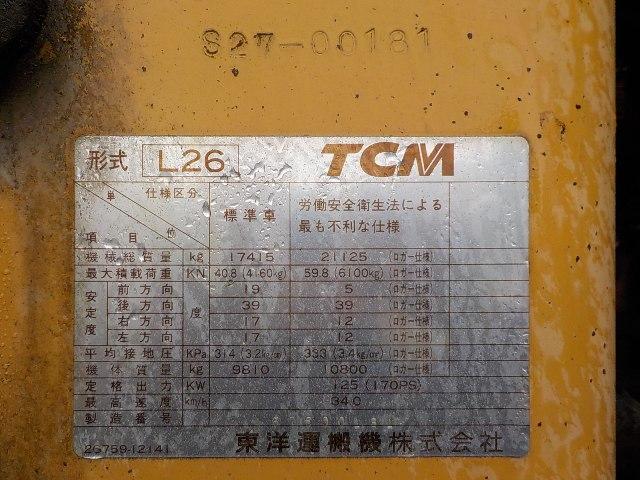 S27-00181
形式 L26 TCM
単位 仕様区分 項目 標準車 労働安全衛生法による
最も不利な仕様
機械総質量 kg 17415 21125 (ロガー仕様)
最大積載荷重 KN 40.8 (4160kg) 59.8 (6100kg) (ロガー仕様)
安定度 前方向 度 19 5 (ロガー仕様)
後方向 39 39 (ロガー仕様)
右方向 17 12 (ロガー仕様)
左方向 17 12 (ロガー仕様)
平均接地圧 KPa 314 (3.2kg/cm²) 333 (3.4kg/cm²) (ロガー仕様)
機体質量 kg 9810 10800 (ロガー仕様)
定格出力 KW 125 (170PS)
最高速度 km/h 34.0
製造番号
26759-12141 東洋運搬機株式会社